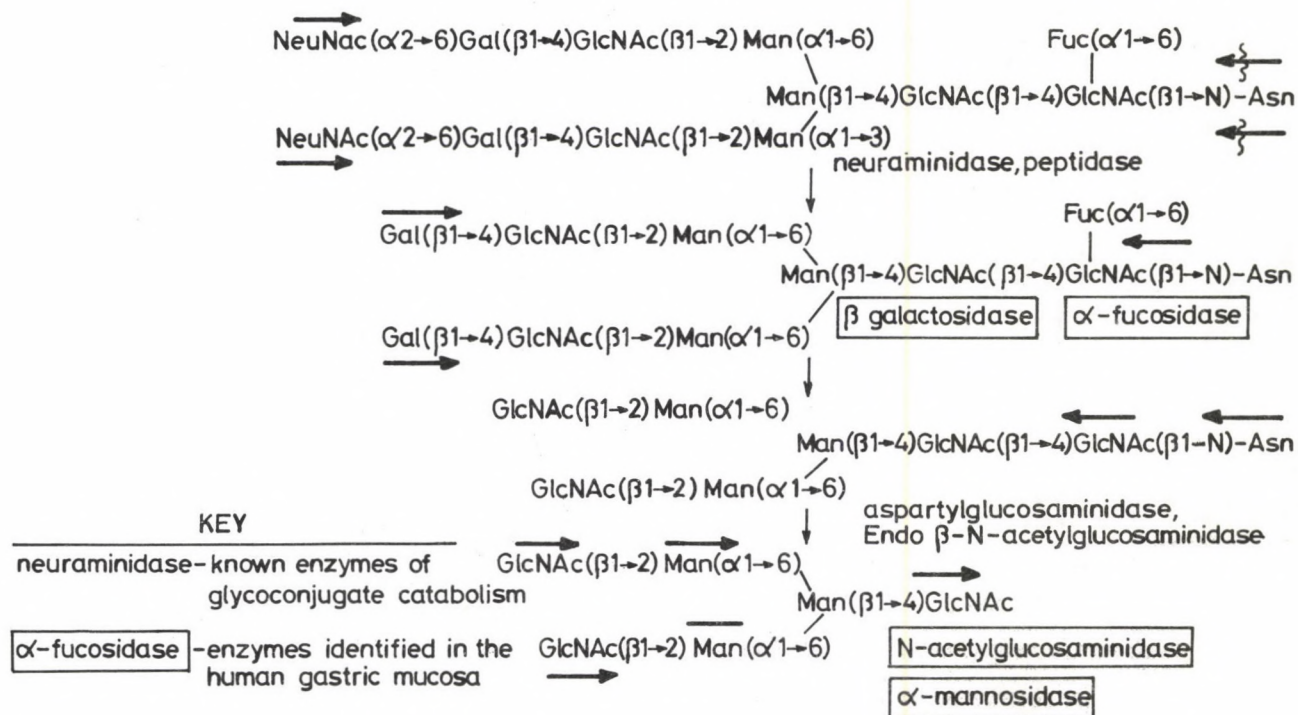 NeuNac(α2→6)Gal(β1→4)GlcNAc(β1→2)Man(α1→6)
Fuc(α1→6)
Man(β1→4)GlcNAc(β1→4)GlcNAc(β1→N)-Asn
NeuNAc(α2→6)Gal(β1→4)GlcNAc(β1→2)Man(α1→3)
neuraminidase, peptidase
Fuc(α1→6)
Gal(β1→4)GlcNAc(β1→2)Man(α1→6)
Man(β1→4)GlcNAc(β1→4)GlcNAc(β1→N)-Asn
β galactosidase
α-fucosidase
Gal(β1→4)GlcNAc(β1→2)Man(α1→6)
GlcNAc(β1→2)Man(α1→6)
Man(β1→4)GlcNAc(β1→4)GlcNAc(β1-N)-Asn
GlcNAc(β1→2)Man(α1→6)
aspartylglucosaminidase,
Endo β-N-acetylglucosaminidase
KEY
neuraminidase-known enzymes of
glycoconjugate catabolism
α-fucosidase-enzymes identified in the
human gastric mucosa
GlcNAc(β1→2)Man(α1→6)
Man(β1→4)GlcNAc
GlcNAc(β1→2)Man(α1→6)
N-acetylglucosaminidase
α-mannosidase